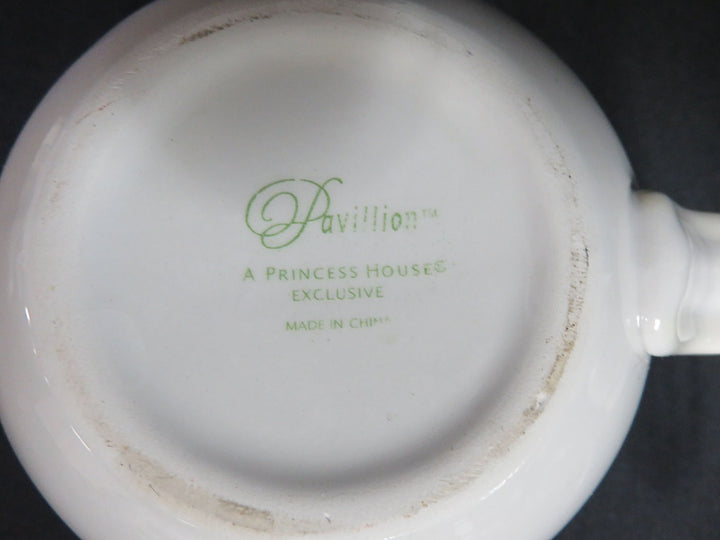 Pavillion™
A PRINCESS HOUSE®
EXCLUSIVE
MADE IN CHINA